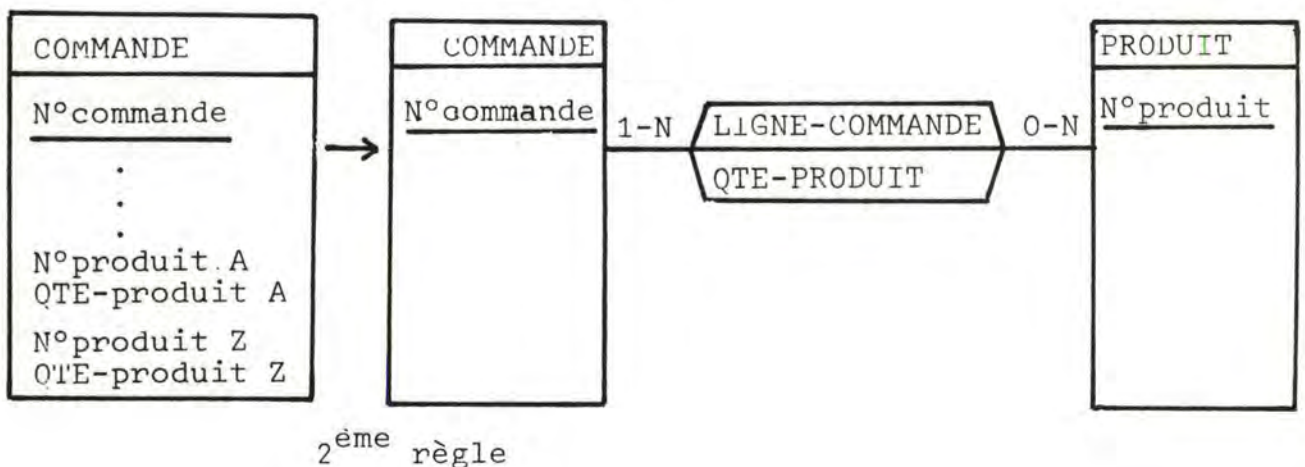 COMMANDE
N°commande
.
.
.
N°produit A
QTE-produit A
N°produit Z
QTE-produit Z
COMMANDE
N°commande
1-N
LIGNE-COMMANDE
QTE-PRODUIT
0-N
PRODUIT
N°produit
2ème règle